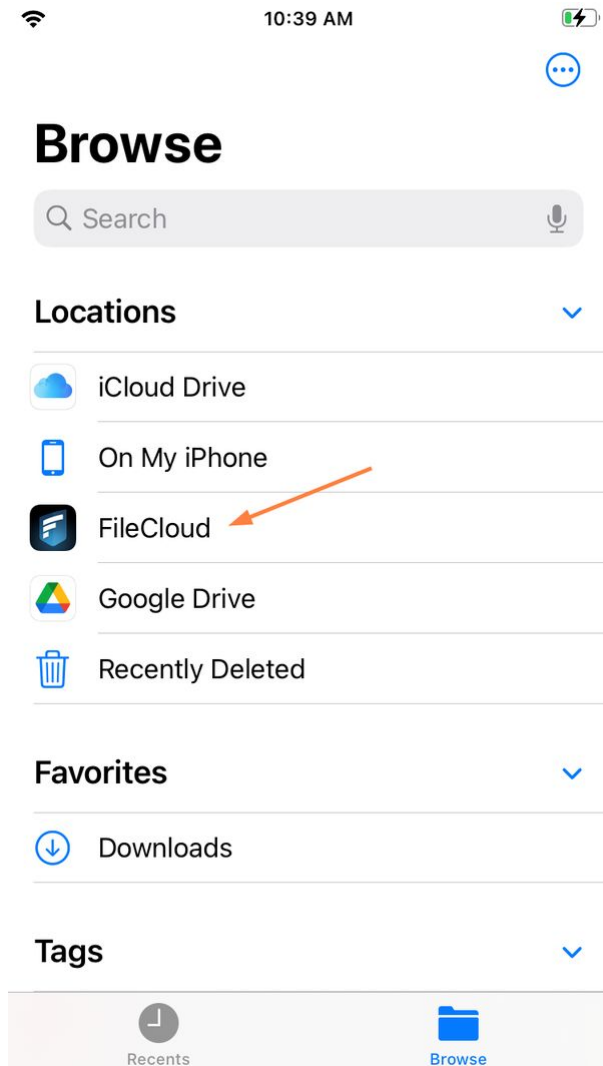 10:39 AM
Browse
Search
Locations
iCloud Drive
On My iPhone
FileCloud
Google Drive
Recently Deleted
Favorites
Downloads
Tags
Recents
Browse